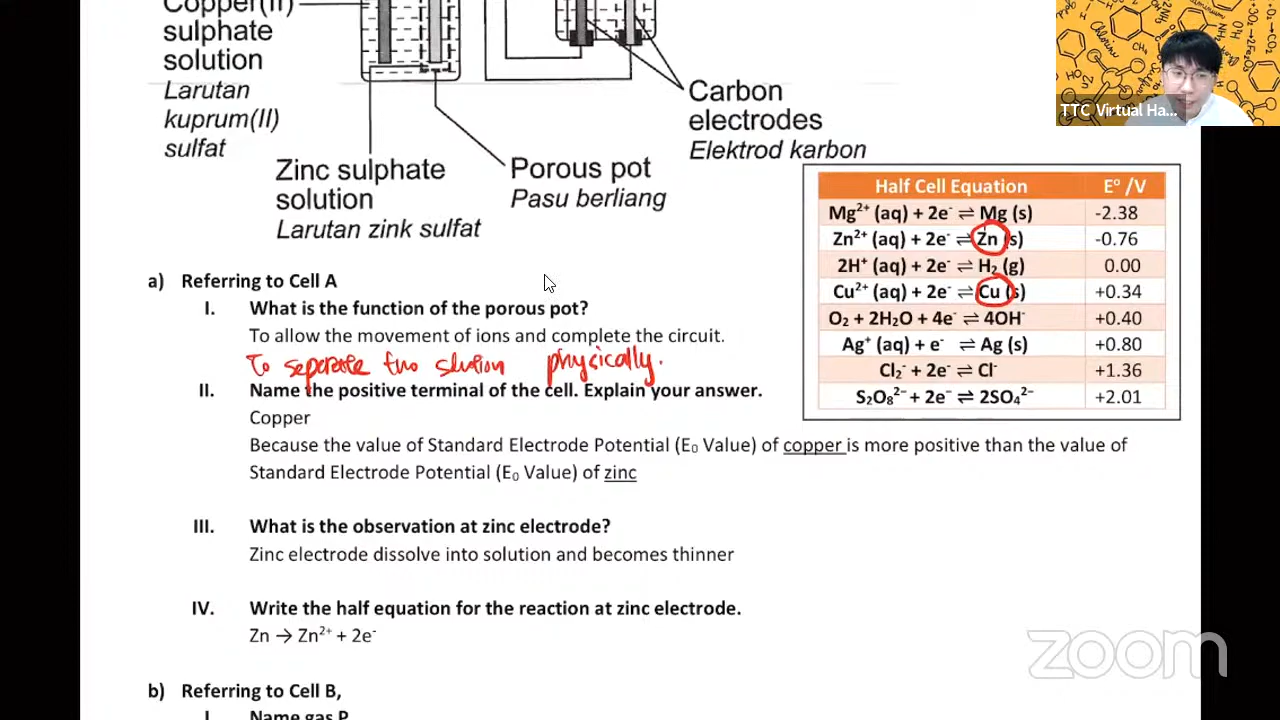 Copper(II)
sulphate
solution
Larutan
kuprum(II)
sulfat
Zinc sulphate
solution
Larutan zink sulfat
Porous pot
Pasu berliang
Carbon
electrodes
Elektrod karbon
TTC Virtual Ha...
Half Cell Equation E° /V
Mg²⁺ (aq) + 2e⁻ ⇌ Mg (s) -2.38
Zn²⁺ (aq) + 2e⁻ ⇌ Zn (s) -0.76
2H⁺ (aq) + 2e⁻ ⇌ H₂ (g) 0.00
Cu²⁺ (aq) + 2e⁻ ⇌ Cu (s) +0.34
O₂ + 2H₂O + 4e⁻ ⇌ 4OH⁻ +0.40
Ag⁺ (aq) + e⁻ ⇌ Ag (s) +0.80
Cl₂⁻ + 2e⁻ ⇌ Cl⁻ +1.36
S₂O₈²⁻ + 2e⁻ ⇌ 2SO₄²⁻ +2.01
a) Referring to Cell A
I. What is the function of the porous pot?
To allow the movement of ions and complete the circuit.
To separate two slution physically.
II. Name the positive terminal of the cell. Explain your answer.
Copper
Because the value of Standard Electrode Potential (E₀ Value) of copper is more positive than the value of
Standard Electrode Potential (E₀ Value) of zinc
III. What is the observation at zinc electrode?
Zinc electrode dissolve into solution and becomes thinner
IV. Write the half equation for the reaction at zinc electrode.
Zn → Zn²⁺ + 2e⁻
b) Referring to Cell B,
I. Name gas P
zoom